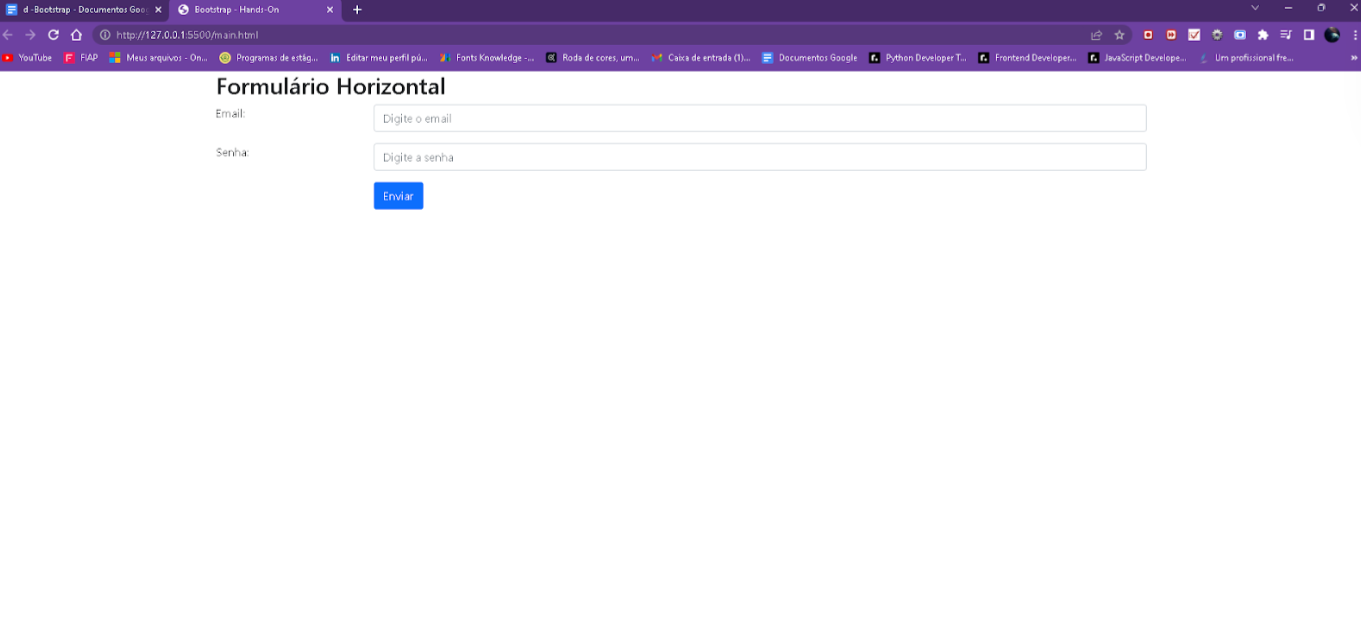 d -Bootstrap - Documentos Goog
Bootstrap - Hands-On
http://127.0.0.1:5500/main.html
YouTube FIAP Meus arquivos - On... Programas de estág... Editar meu perfil pú... Fonts Knowledge -... Roda de cores, um... Caixa de entrada (1)... Documentos Google Python Developer T... Frontend Developer... JavaScript Develope... Um profissional fre...
Formulário Horizontal
Email: Digite o email
Senha: Digite a senha
Enviar